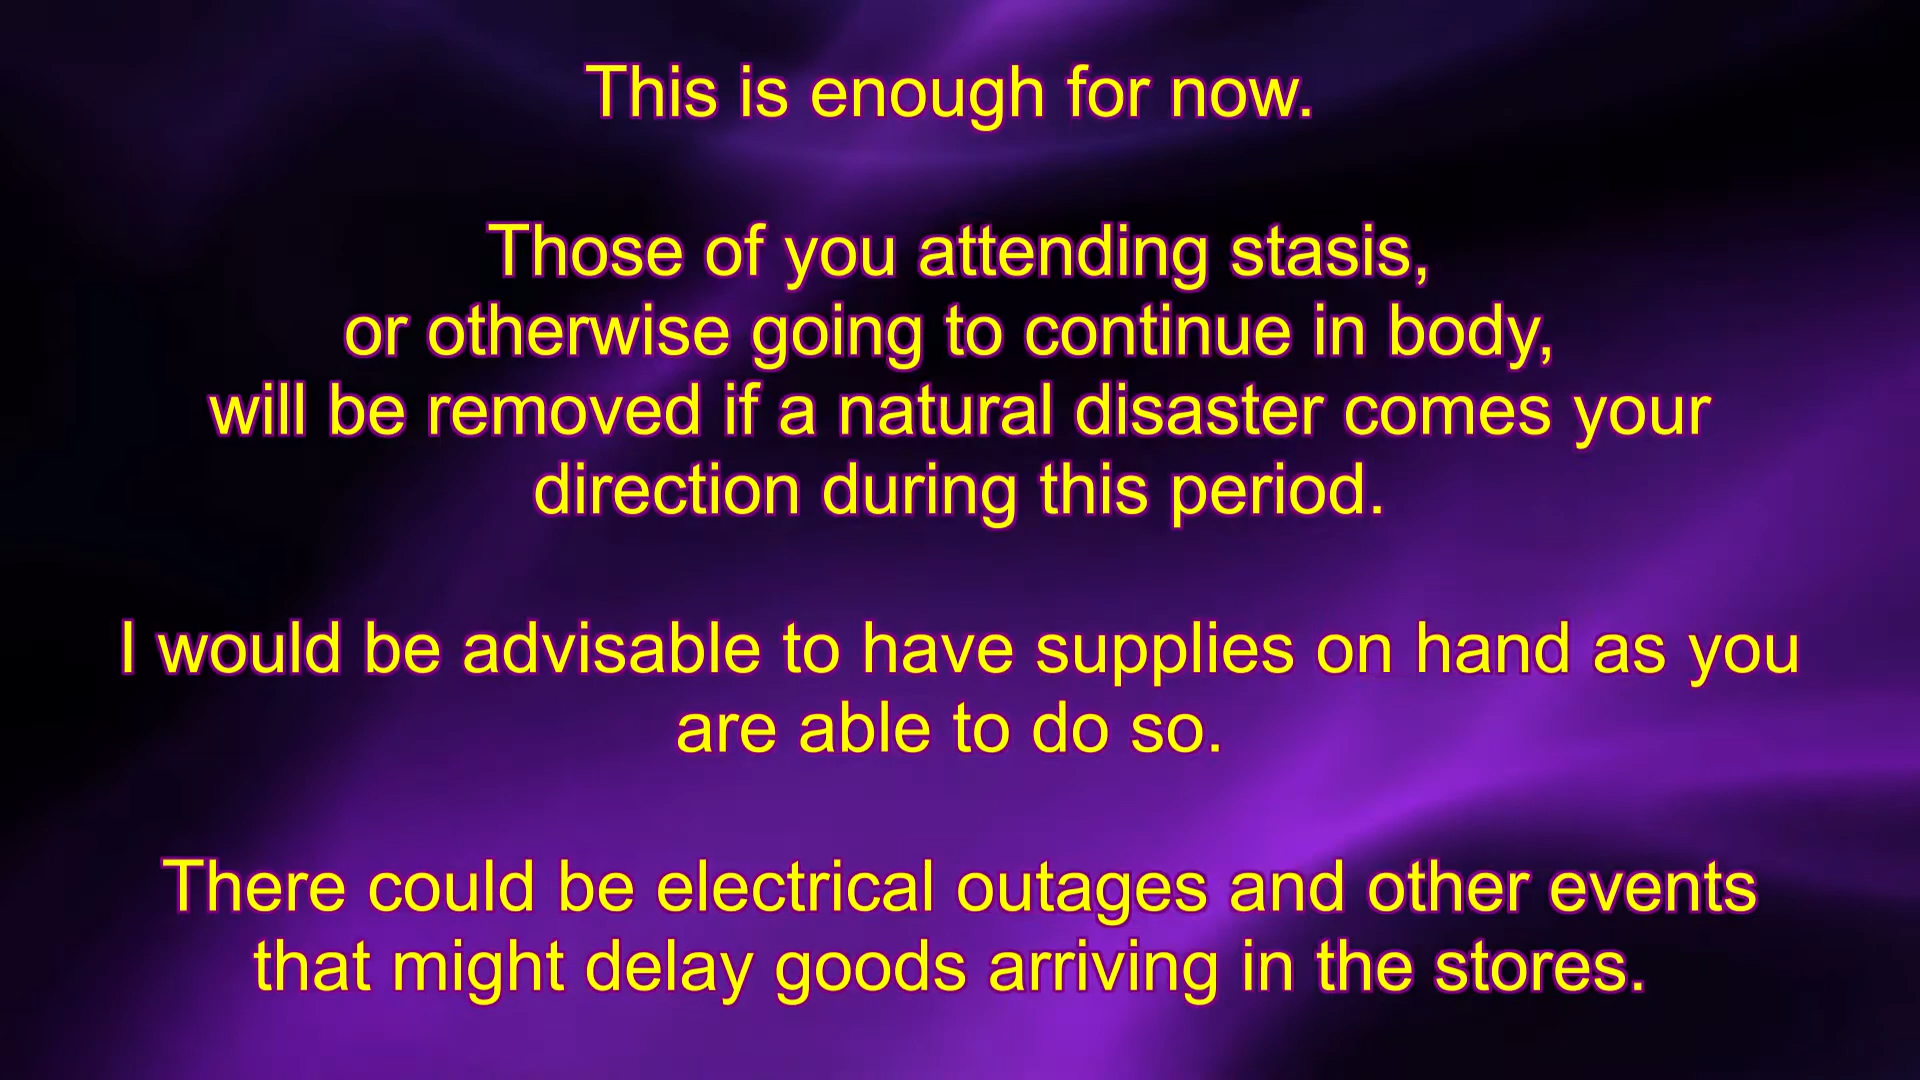 This is enough for now.
Those of you attending stasis,
or otherwise going to continue in body,
will be removed if a natural disaster comes your
direction during this period.
I would be advisable to have supplies on hand as you
are able to do so.
There could be electrical outages and other events
that might delay goods arriving in the stores.